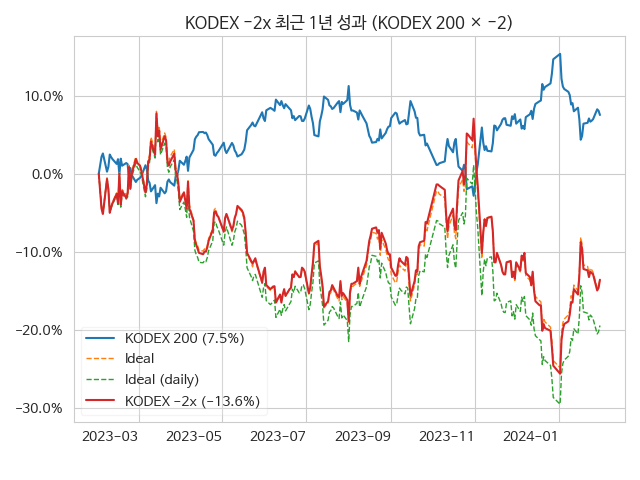 KODEX -2x 최근 1년 성과 (KODEX 200 × -2)
10.0%
0.0%
-10.0%
-20.0%
-30.0%
KODEX 200 (7.5%)
Ideal
Ideal (daily)
KODEX -2x (-13.6%)
2023-03
2023-05
2023-07
2023-09
2023-11
2024-01